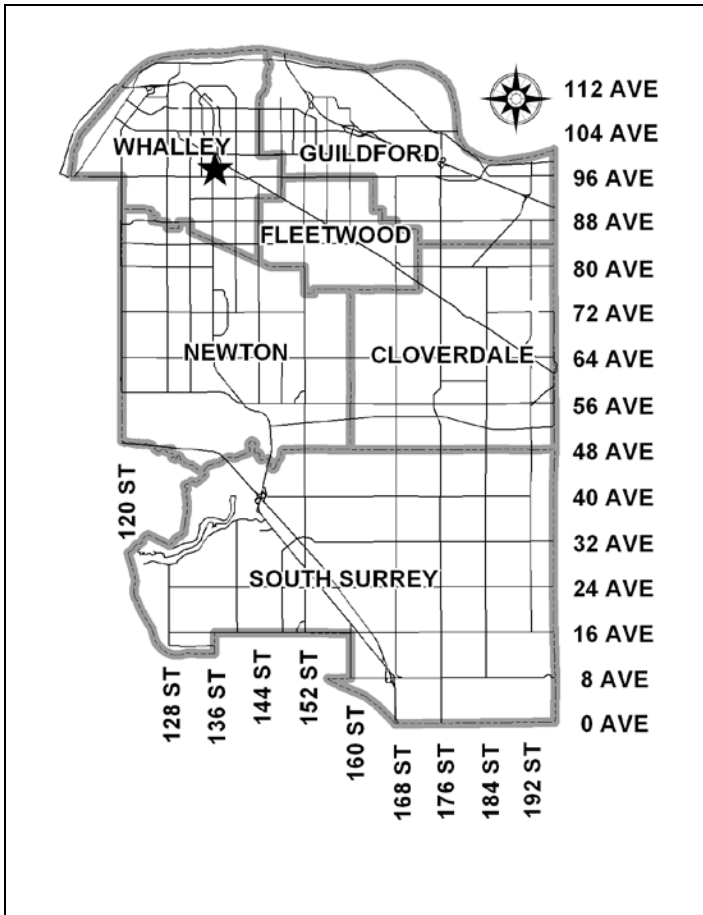 112 AVE
104 AVE
WHALLEY
GUILDFORD
96 AVE
88 AVE
FLEETWOOD
80 AVE
72 AVE
NEWTON
CLOVERDALE
64 AVE
56 AVE
48 AVE
120 ST
40 AVE
32 AVE
SOUTH SURREY
24 AVE
16 AVE
8 AVE
0 AVE
128 ST
136 ST
144 ST
152 ST
160 ST
168 ST
176 ST
184 ST
192 ST